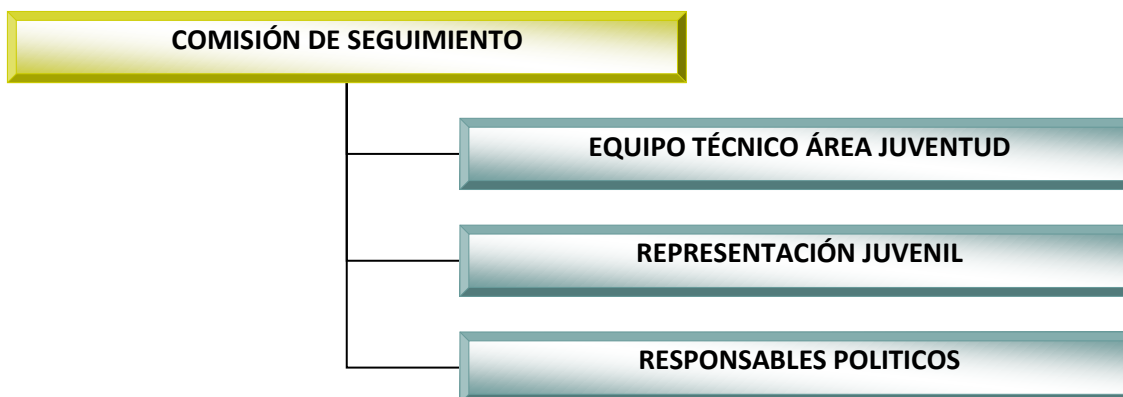 COMISIÓN DE SEGUIMIENTO
EQUIPO TÉCNICO ÁREA JUVENTUD
REPRESENTACIÓN JUVENIL
RESPONSABLES POLITICOS